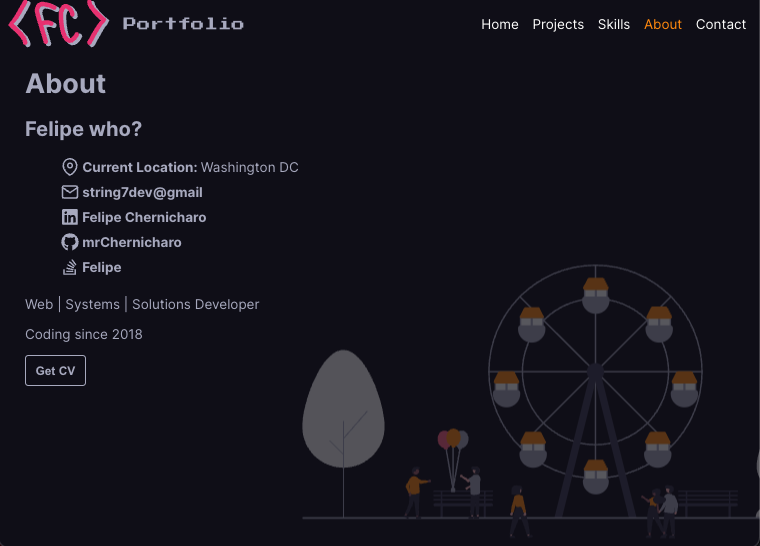 <FC> Portfolio
Home Projects Skills About Contact
About
Felipe who?
Current Location: Washington DC
string7dev@gmail
in Felipe Chernicharo
mrChernicharo
Felipe
Web | Systems | Solutions Developer
Coding since 2018
Get CV